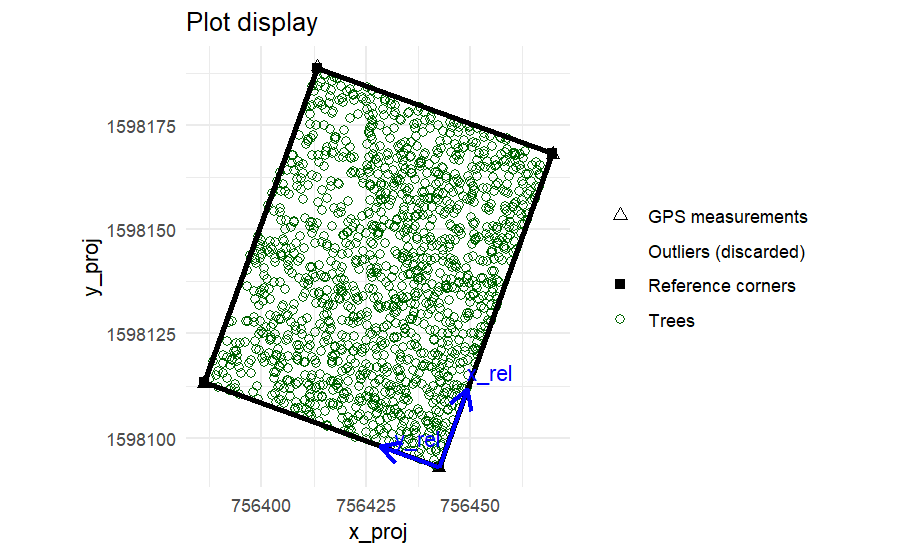 Plot display
1598175
1598150
1598125
1598100
y_proj
x_rel
y_rel
756400
756425
756450
x_proj
GPS measurements
Outliers (discarded)
Reference corners
Trees